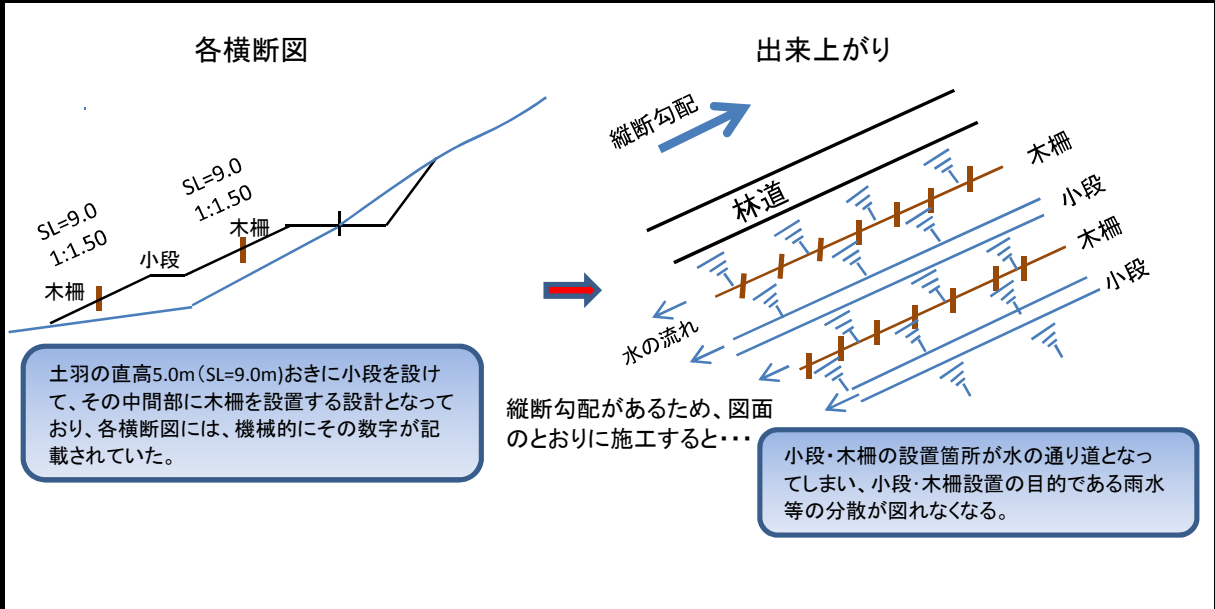 各横断図
SL=9.0
1:1.50
木柵
小段
SL=9.0
1:1.50
木柵
土羽の直高5.0m(SL=9.0m)おきに小段を設け
て、その中間部に木柵を設置する設計となって
おり、各横断図には、機械的にその数字が記
載されていた。
出来上がり
縦断勾配
林道
木柵
小段
木柵
小段
水の流れ
縦断勾配があるため、図面
のとおりに施工すると・・・
小段・木柵の設置箇所が水の通り道となっ
てしまい、小段・木柵設置の目的である雨水
等の分散が図れなくなる。